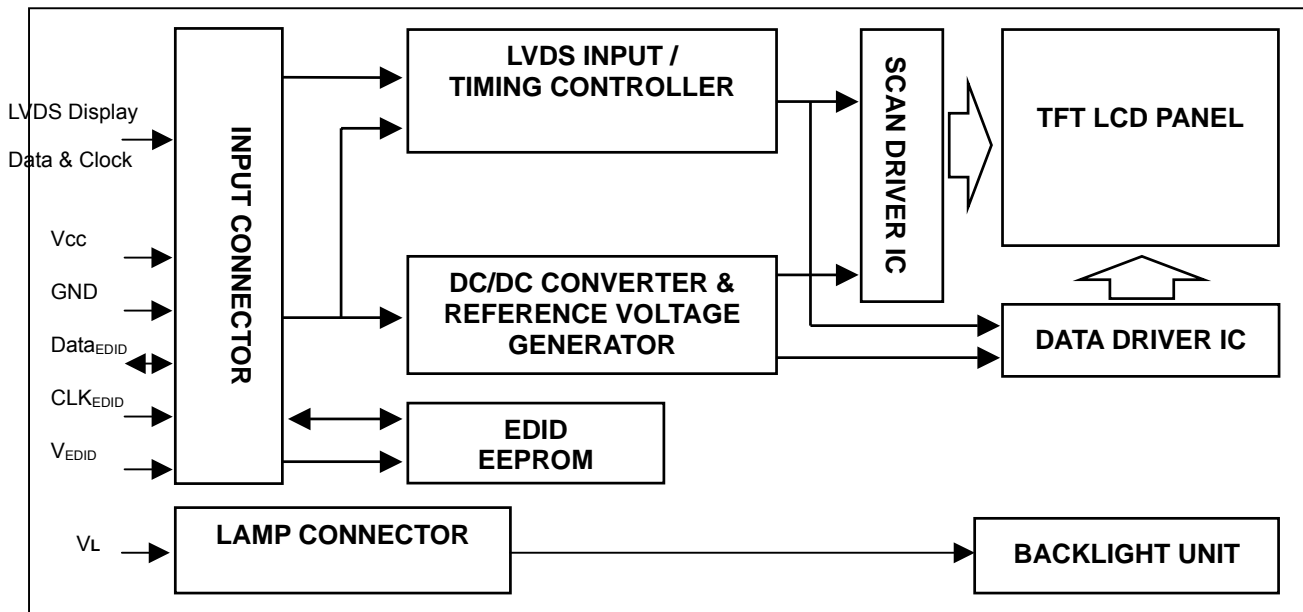 LVDS Display
Data & Clock
Vcc
GND
DataEDID
CLKEDID
VEDID
VL
INPUT CONNECTOR
LVDS INPUT /
TIMING CONTROLLER
DC/DC CONVERTER &
REFERENCE VOLTAGE
GENERATOR
EDID
EEPROM
LAMP CONNECTOR
SCAN DRIVER IC
TFT LCD PANEL
DATA DRIVER IC
BACKLIGHT UNIT